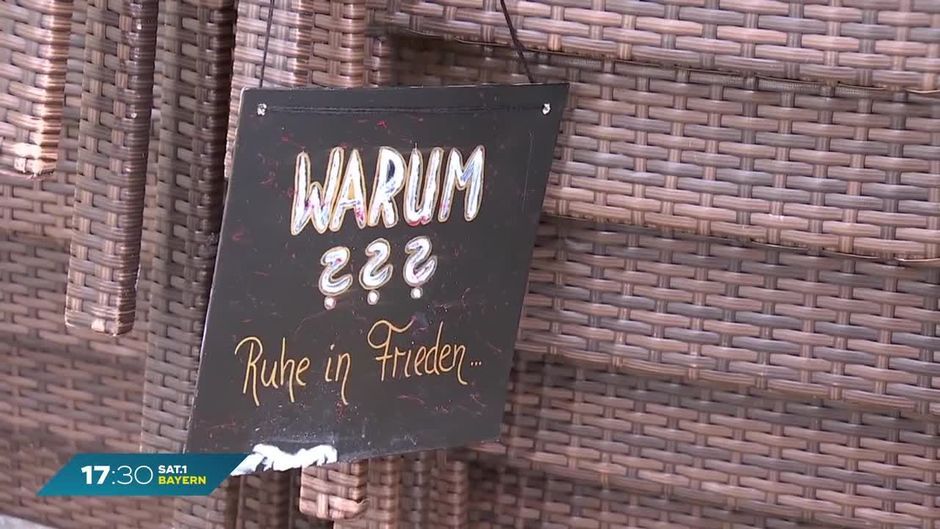 WARUM
???
Ruhe in Frieden...
17:30 SAT.1
BAYERN